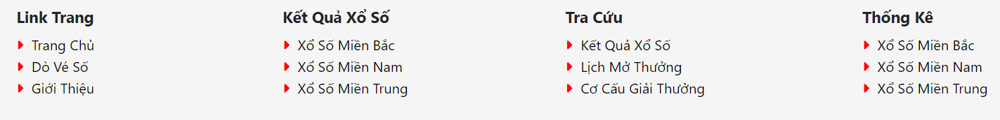 Link Trang
Trang Chủ
Dò Vé Số
Giới Thiệu
Kết Quả Xổ Số
Xổ Số Miền Bắc
Xổ Số Miền Nam
Xổ Số Miền Trung
Tra Cứu
Kết Quả Xổ Số
Lịch Mở Thưởng
Cơ Cấu Giải Thưởng
Thống Kê
Xổ Số Miền Bắc
Xổ Số Miền Nam
Xổ Số Miền Trung